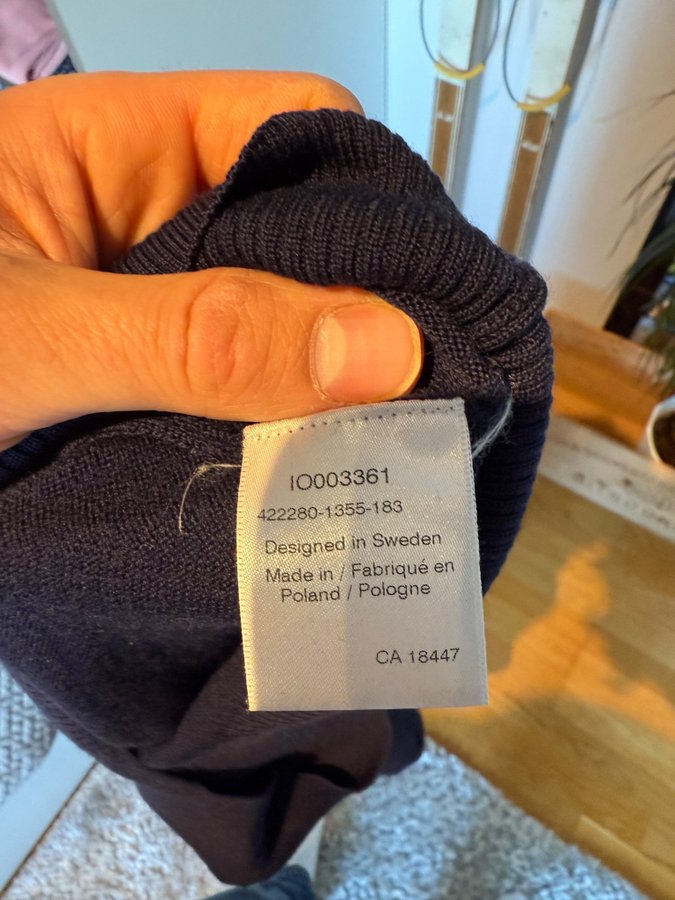 IO003361
422280-1355-183
Designed in Sweden
Made in / Fabriqué en
Poland / Pologne
CA 18447